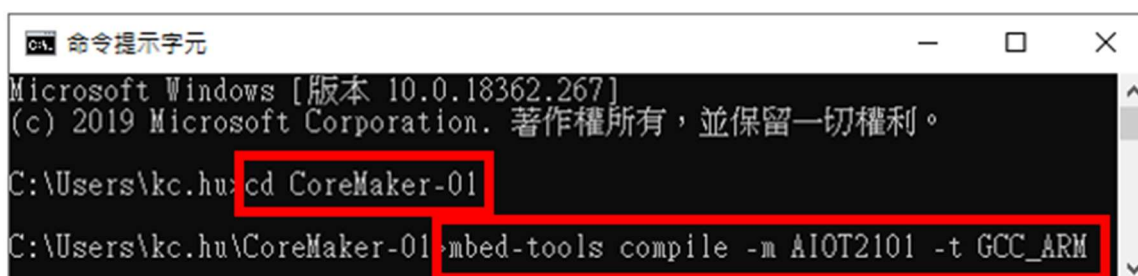 命令提示字元
Microsoft Windows [版本 10.0.18362.267]
(c) 2019 Microsoft Corporation. 著作權所有，並保留一切權利。
C:\Users\kc.hu>cd CoreMaker-01
C:\Users\kc.hu\CoreMaker-01>mbed-tools compile -m AIOT2101 -t GCC_ARM